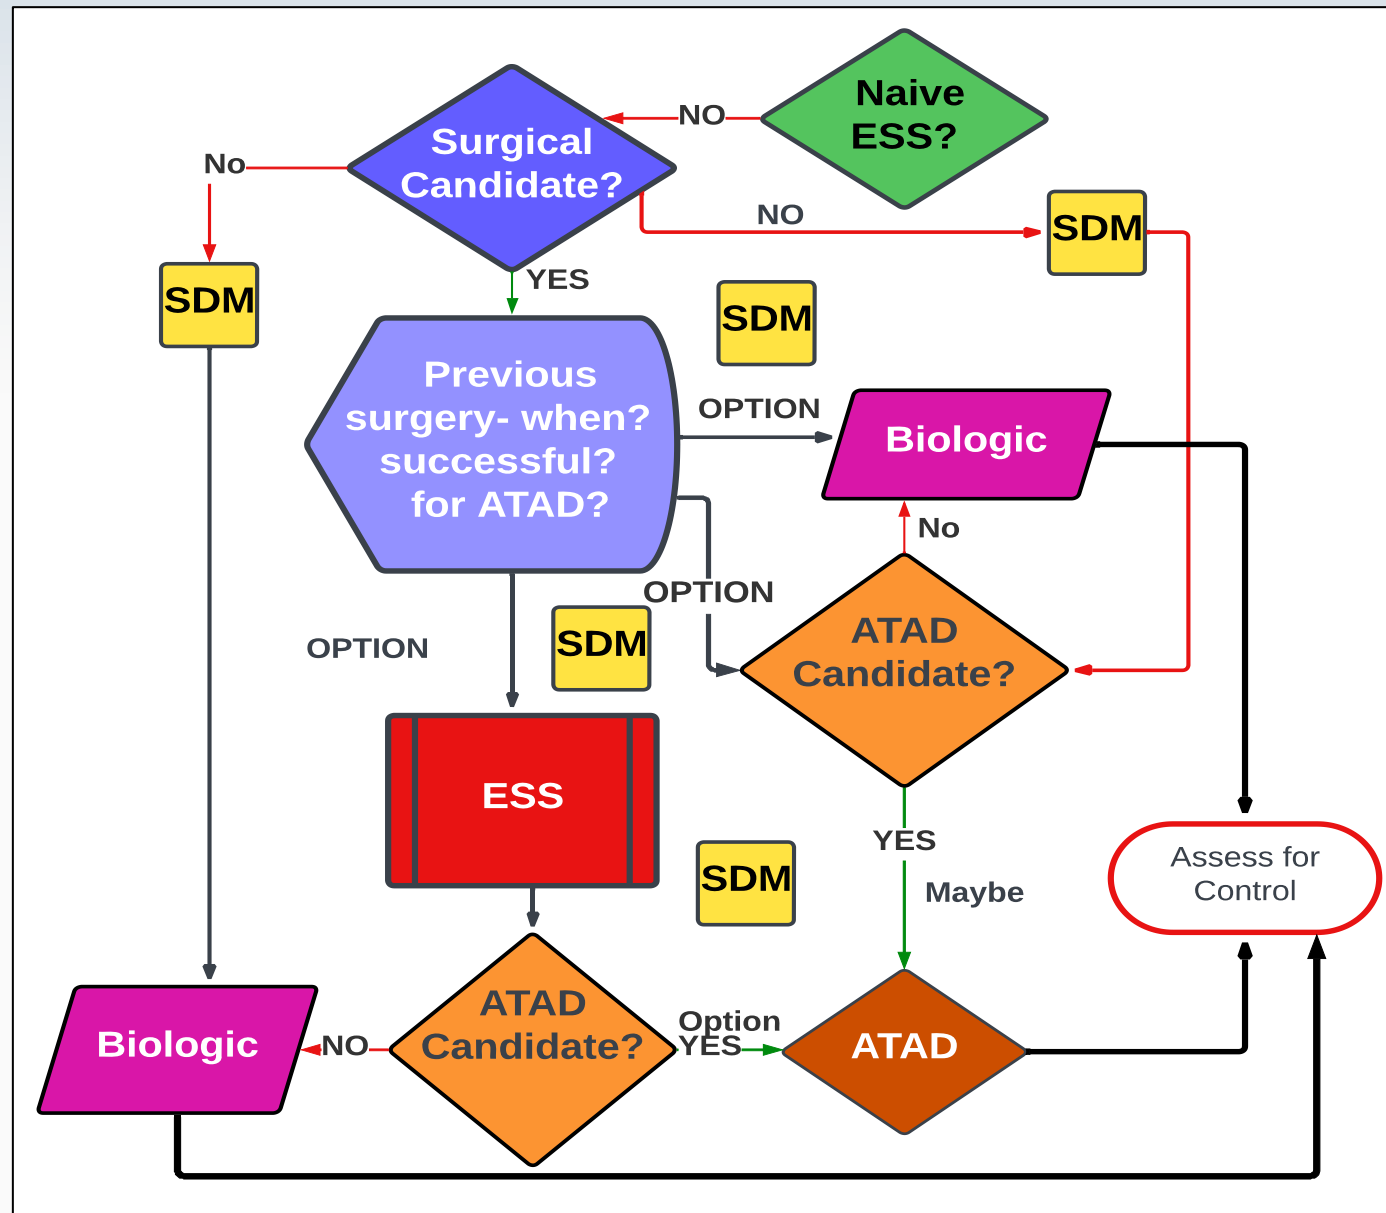 Naive
ESS?
NO
Surgical
Candidate?
No
NO
SDM
SDM
YES
SDM
Previous
surgery- when?
successful?
for ATAD?
OPTION
Biologic
No
OPTION
ATAD
Candidate?
OPTION
SDM
ESS
YES
Maybe
SDM
Assess for
Control
ATAD
Candidate?
NO
Biologic
Option
YES
ATAD